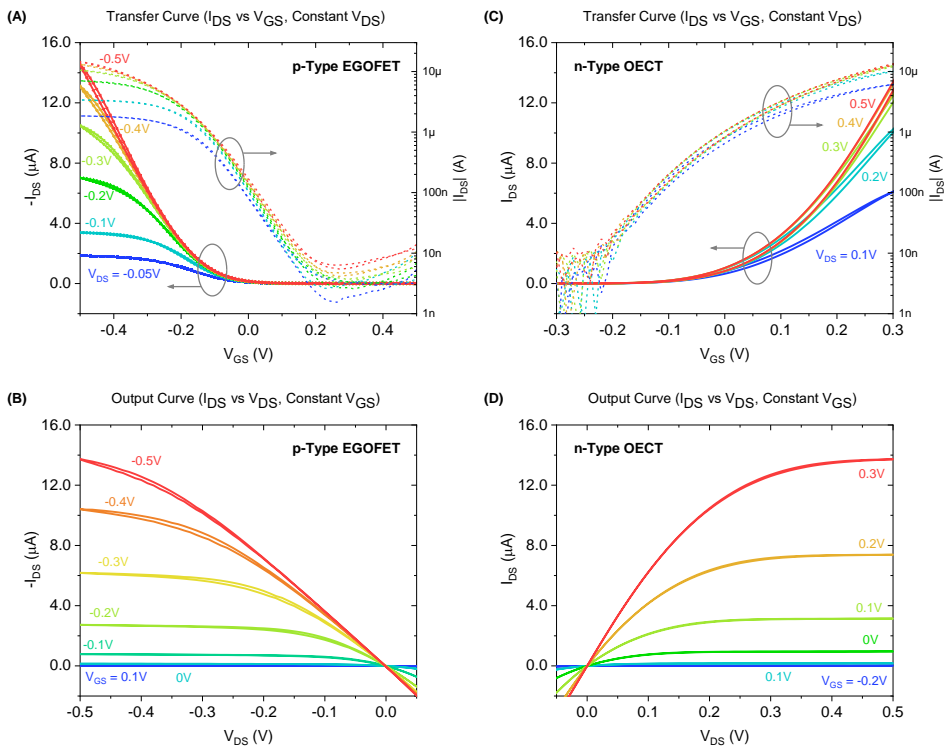 (A)
Transfer Curve (IDS vs VGS, Constant VDS)
p-Type EGOFET
16.0
12.0
8.0
4.0
0.0
-IDS (µA)
10µ
1µ
100n
10n
1n
|IDS| (A)
-0.5V
-0.4V
-0.3V
-0.2V
-0.1V
VDS = -0.05V
-0.4
-0.2
0.0
0.2
0.4
VGS (V)
(C)
Transfer Curve (IDS vs VGS, Constant VDS)
n-Type OECT
16.0
12.0
8.0
4.0
0.0
IDS (µA)
10µ
1µ
100n
10n
1n
|IDS| (A)
0.5V
0.4V
0.3V
0.2V
VDS = 0.1V
-0.3
-0.2
-0.1
0.0
0.1
0.2
0.3
VGS (V)
(B)
Output Curve (IDS vs VDS, Constant VGS)
p-Type EGOFET
16.0
12.0
8.0
4.0
0.0
-IDS (µA)
-0.5V
-0.4V
-0.3V
-0.2V
-0.1V
VGS = 0.1V
0V
-0.5
-0.4
-0.3
-0.2
-0.1
0.0
VDS (V)
(D)
Output Curve (IDS vs VDS, Constant VGS)
n-Type OECT
16.0
12.0
8.0
4.0
0.0
IDS (µA)
0.3V
0.2V
0.1V
0V
0.1V
VGS = -0.2V
0.0
0.1
0.2
0.3
0.4
0.5
VDS (V)